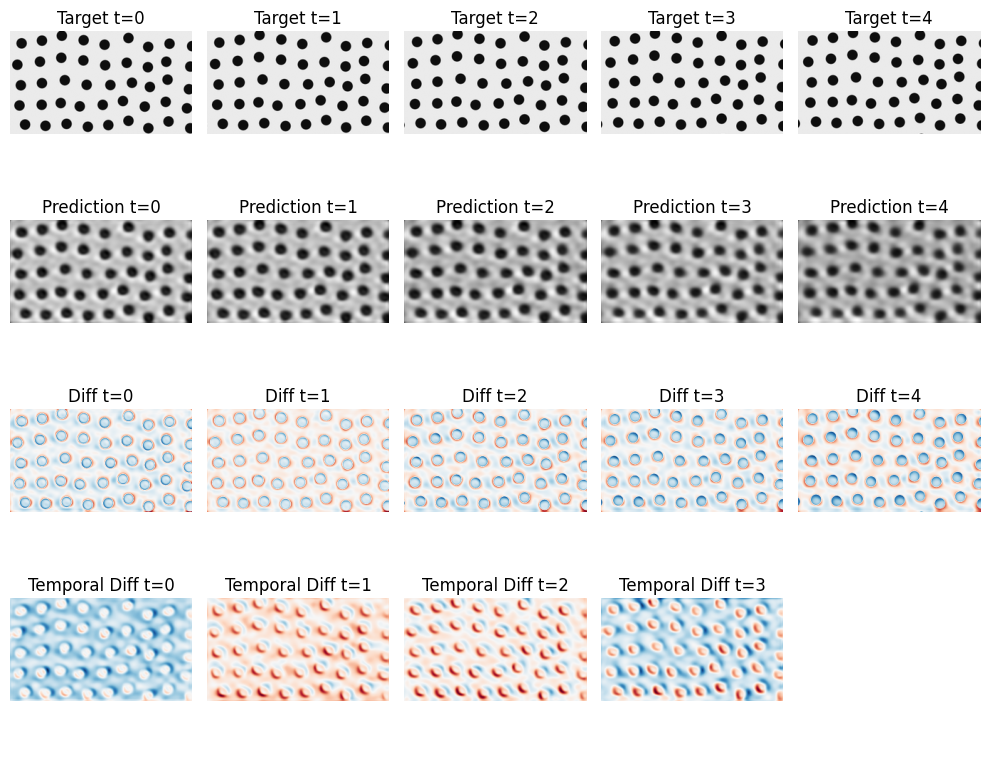 Target t=0
Target t=1
Target t=2
Target t=3
Target t=4
Prediction t=0
Prediction t=1
Prediction t=2
Prediction t=3
Prediction t=4
Diff t=0
Diff t=1
Diff t=2
Diff t=3
Diff t=4
Temporal Diff t=0
Temporal Diff t=1
Temporal Diff t=2
Temporal Diff t=3